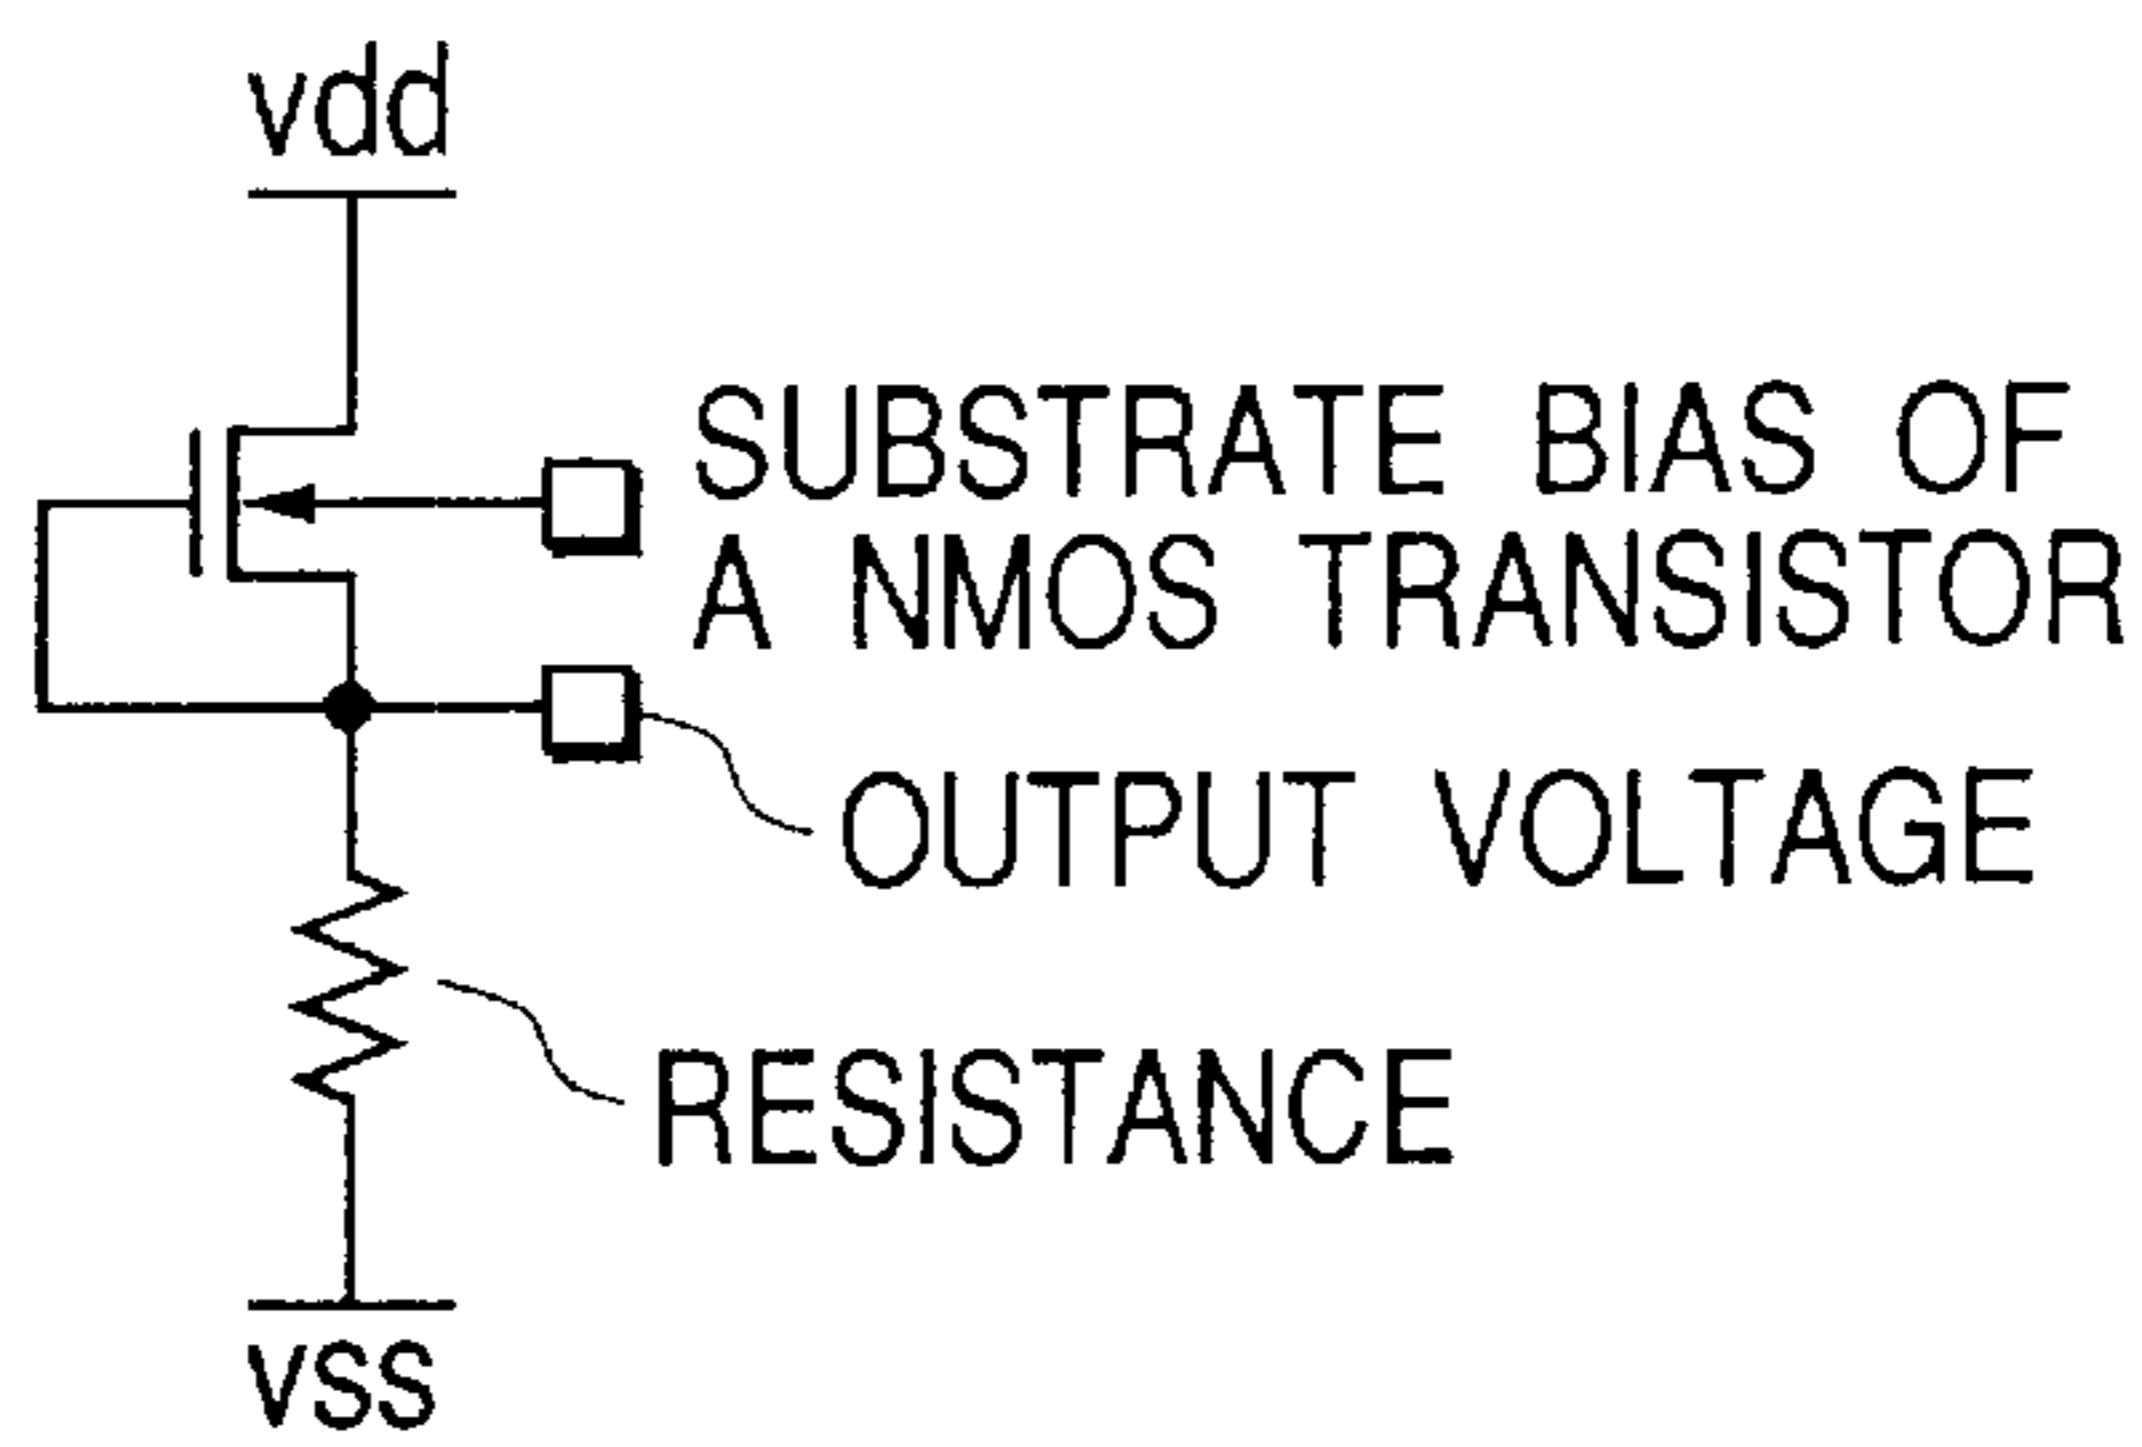 vdd
SUBSTRATE BIAS OF
A NMOS TRANSISTOR
OUTPUT VOLTAGE
RESISTANCE
vss